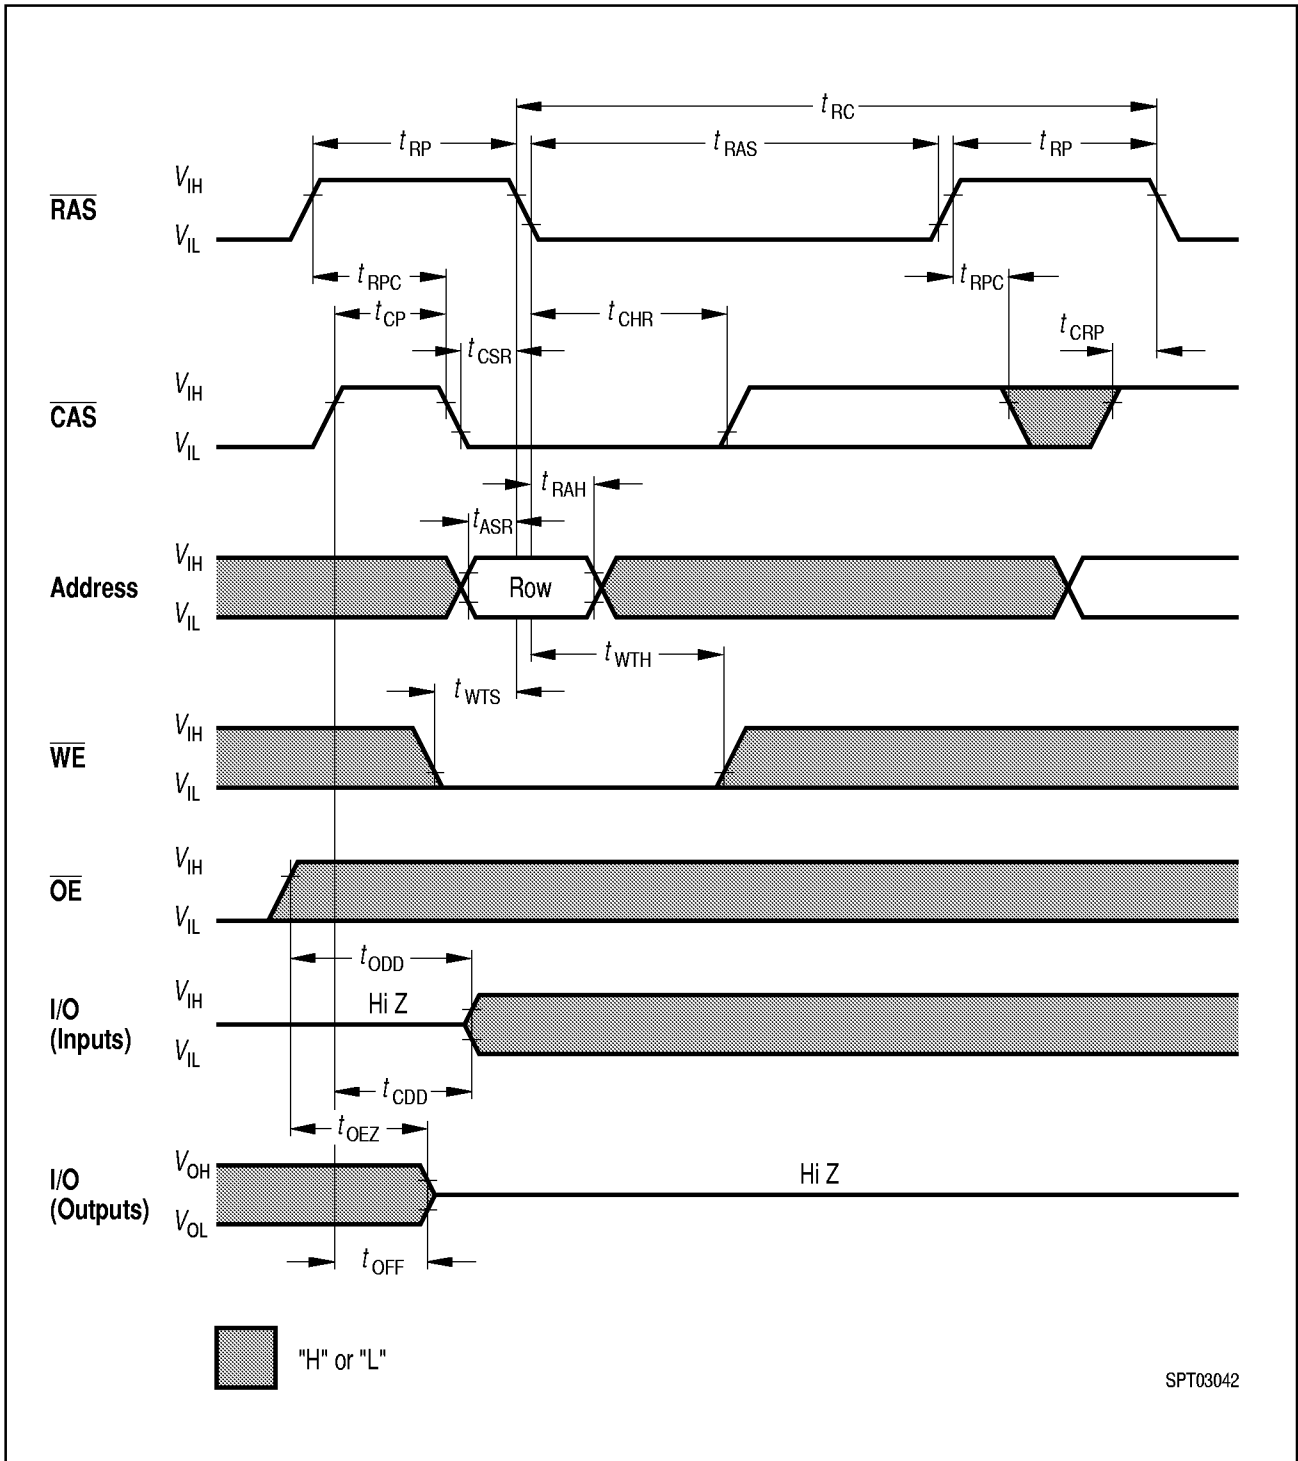 tRC
tRP
tRAS
tRP
RAS
VIH
VIL
tRPC
tRPC
tCP
tCHR
tCRP
tCSR
CAS
VIH
VIL
tRAH
tASR
Address
VIH
VIL
Row
tWTH
tWTS
WE
VIH
VIL
OE
VIH
VIL
tODD
I/O
(Inputs)
VIH
VIL
Hi Z
tCDD
tOEZ
I/O
(Outputs)
VOH
VOL
Hi Z
tOFF
"H" or "L"
SPT03042